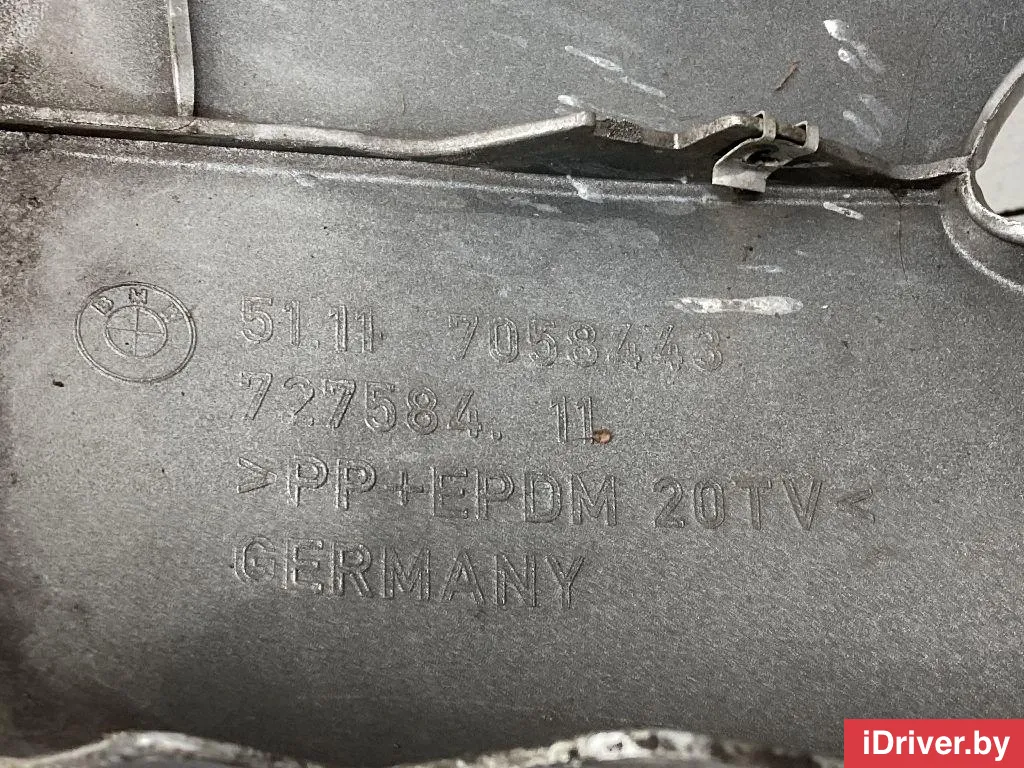 BMW
51.11 7058443
727584. 11
>PP+EPDM 20TV<
GERMANY
iDriver.by